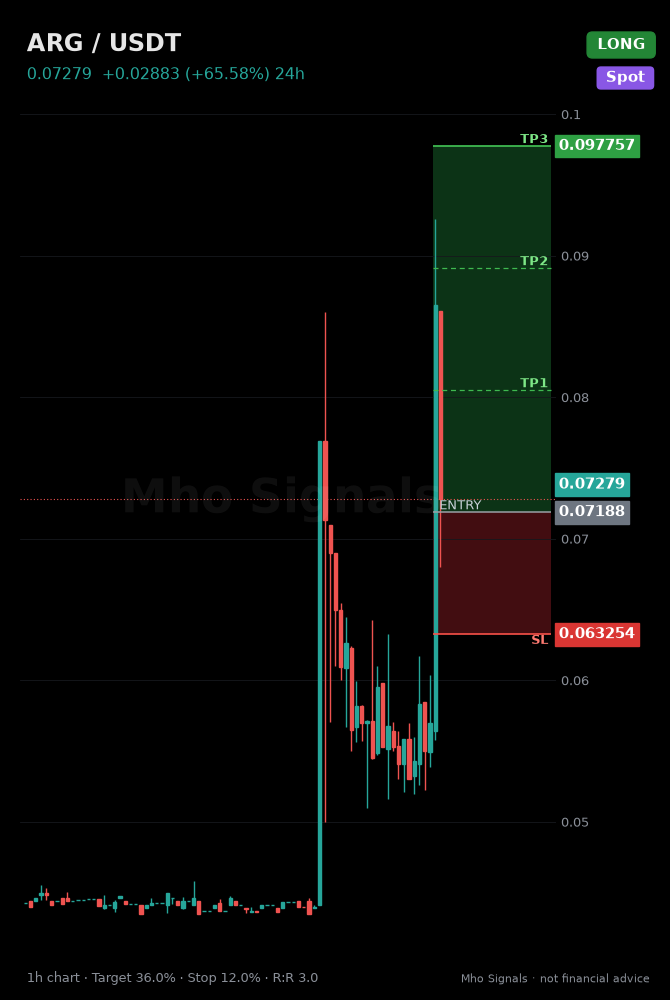 ARG / USDT
LONG
0.07279 +0.02883 (+65.58%) 24h
Spot
0.1
TP3
0.097757
0.09
TP2
TP1
0.08
0.07279
Mho Signals
ENTRY
0.07188
0.07
0.063254
SL
0.06
0.05
1h chart · Target 36.0% · Stop 12.0% · R:R 3.0
Mho Signals · not financial advice